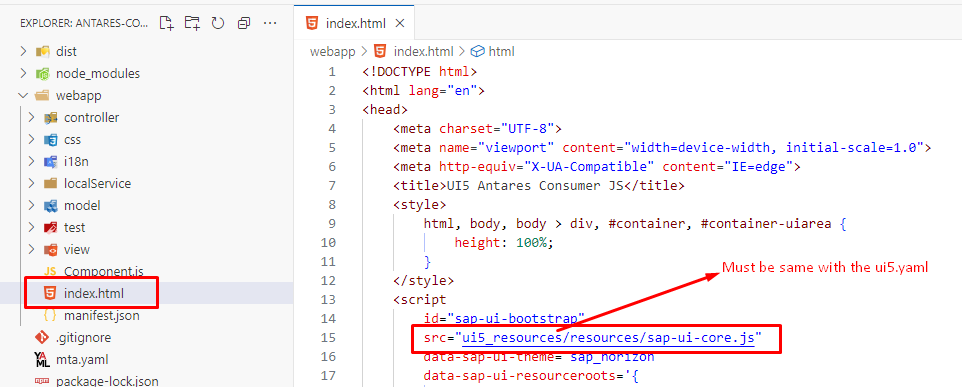 EXPLORER: ANTARES-CO...
dist
node_modules
webapp
controller
css
i18n
localService
model
test
view
JS Component.js
index.html
{} manifest.json
.gitignore
YAML mta.yaml
package-lock.json
index.html
webapp > index.html > html
1 <!DOCTYPE html>
2 <html lang="en">
3 <head>
4 <meta charset="UTF-8">
5 <meta name="viewport" content="width=device-width, initial-scale=1.0">
6 <meta http-equiv="X-UA-Compatible" content="IE=edge">
7 <title>UI5 Antares Consumer JS</title>
8 <style>
9 html, body, body > div, #container, #container-uiarea {
10 height: 100%;
11 }
12 </style>
Must be same with the ui5.yaml
13 <script
14 id="sap-ui-bootstrap"
15 src="ui5_resources/resources/sap-ui-core.js"
16 data-sap-ui-theme="sap_horizon"
17 data-sap-ui-resourceroots='{